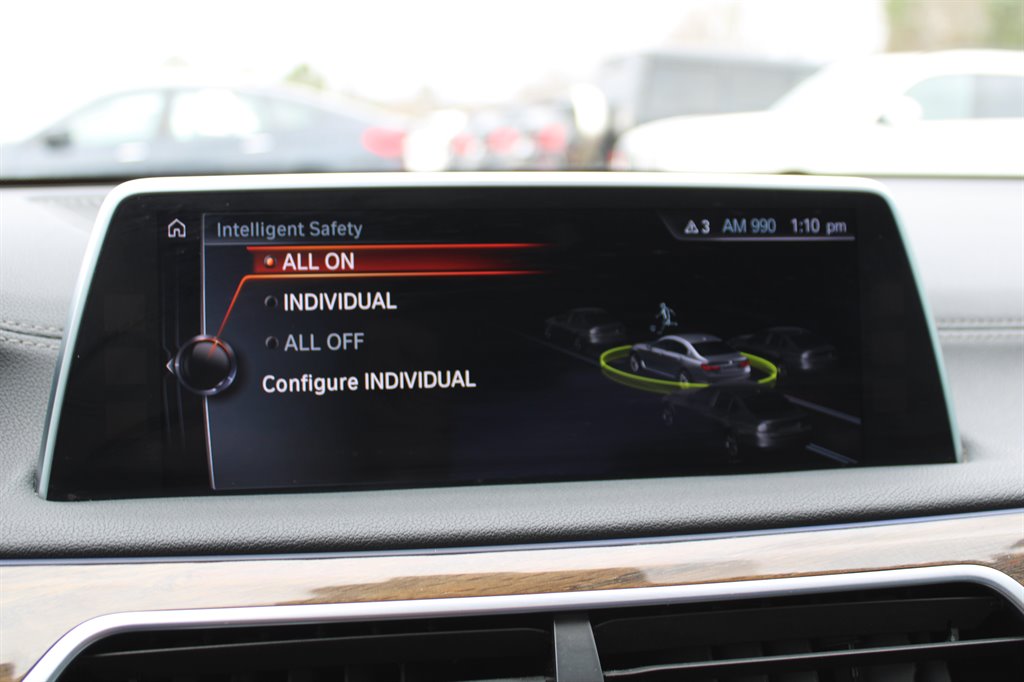 Intelligent Safety
3 AM 990 1:10 pm
ALL ON
INDIVIDUAL
ALL OFF
Configure INDIVIDUAL